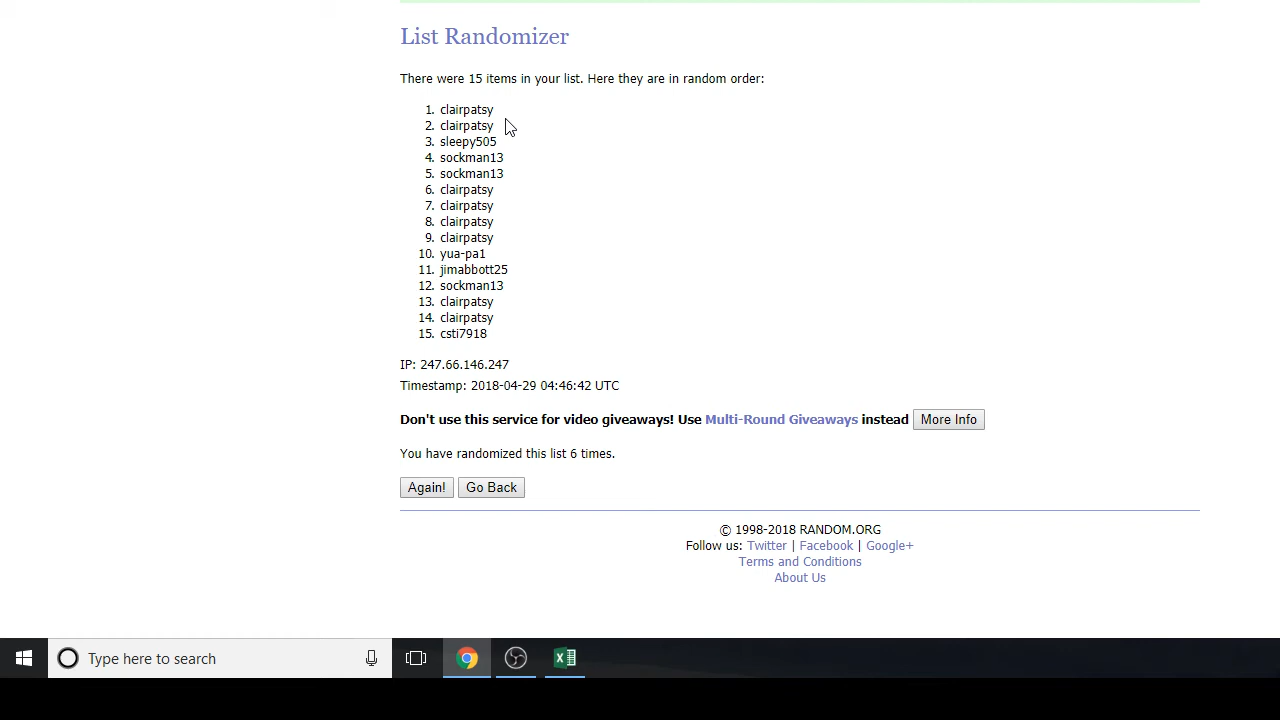 List Randomizer
There were 15 items in your list. Here they are in random order:
1. clairpatsy
2. clairpatsy
3. sleepy505
4. sockman13
5. sockman13
6. clairpatsy
7. clairpatsy
8. clairpatsy
9. clairpatsy
10. yua-pa1
11. jimabbott25
12. sockman13
13. clairpatsy
14. clairpatsy
15. csti7918
IP: 247.66.146.247
Timestamp: 2018-04-29 04:46:42 UTC
Don't use this service for video giveaways! Use Multi-Round Giveaways instead More Info
You have randomized this list 6 times.
Again! Go Back
© 1998-2018 RANDOM.ORG
Follow us: Twitter | Facebook | Google+
Terms and Conditions
About Us
Type here to search